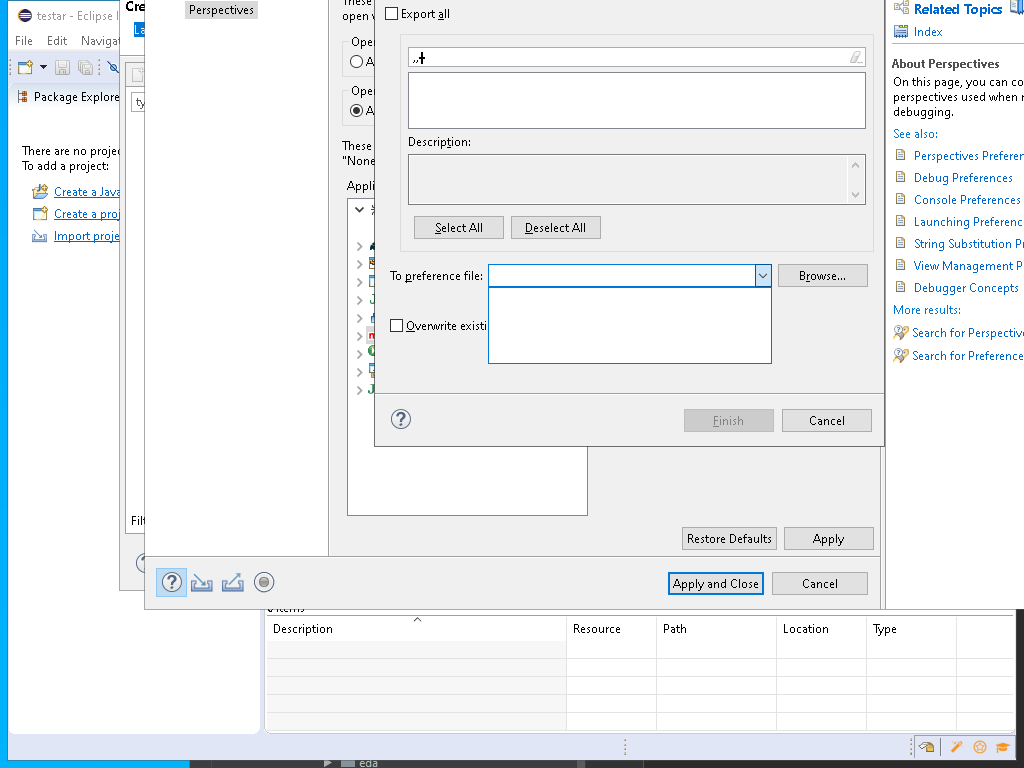 testar - Eclipse I
File Edit Navigat
Package Explore
There are no projec
To add a project:
Create a Java
Create a proj
Import proje
Cre
La
ty
Filt
Perspectives
These
open v
Open
A
Open
A
These
"None
Appli
Export all
,,ɫ
Description:
Select All Deselect All
To preference file: Browse...
Overwrite existi
Finish Cancel
Restore Defaults Apply
Apply and Close Cancel
Related Topics
Index
About Perspectives
On this page, you can co
perspectives used when r
debugging.
See also:
Perspectives Preferen
Debug Preferences
Console Preferences
Launching Preferenc
String Substitution P
View Management P
Debugger Concepts
More results:
Search for Perspective
Search for Preference
Description Resource Path Location Type
eda